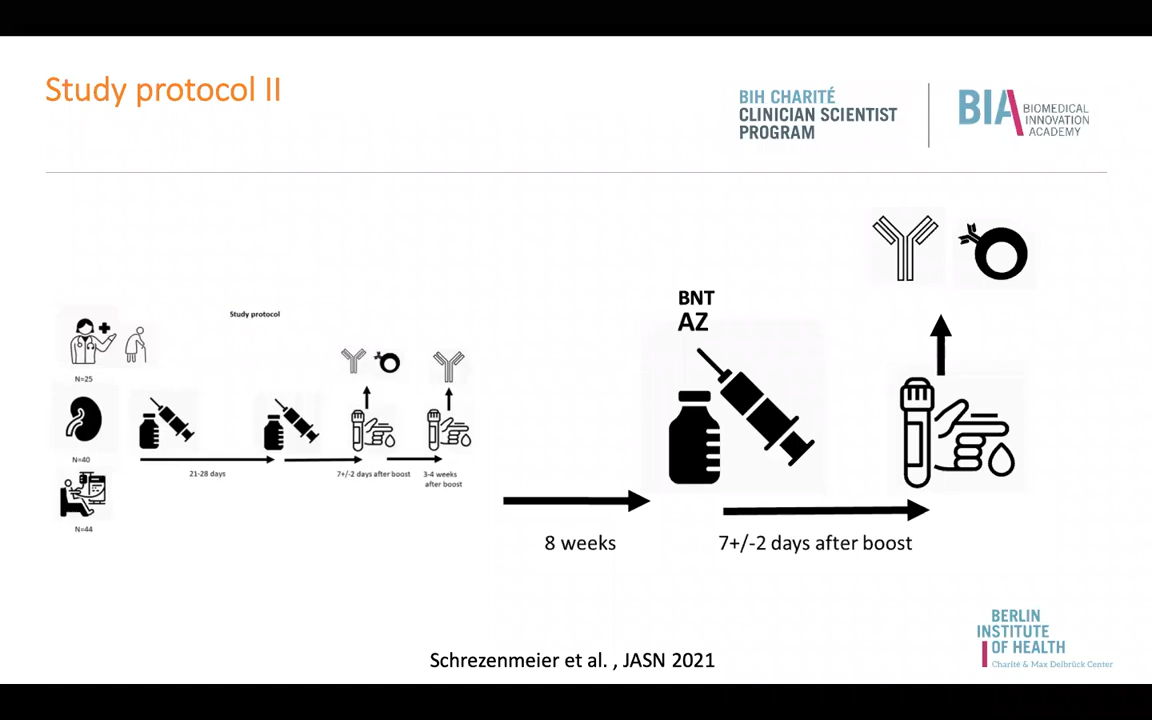 Study protocol II
BIH CHARITÉ
CLINICIAN SCIENTIST
PROGRAM
BIA
BIOMEDICAL
INNOVATION
ACADEMY
Study protocol
N=25
N=40
N=44
21-28 days
7+/-2 days after boost
3-4 weeks
after boost
BNT
AZ
8 weeks
7+/-2 days after boost
Schrezenmeier et al. , JASN 2021
BERLIN
INSTITUTE
OF HEALTH
Charité & Max Delbrück Center